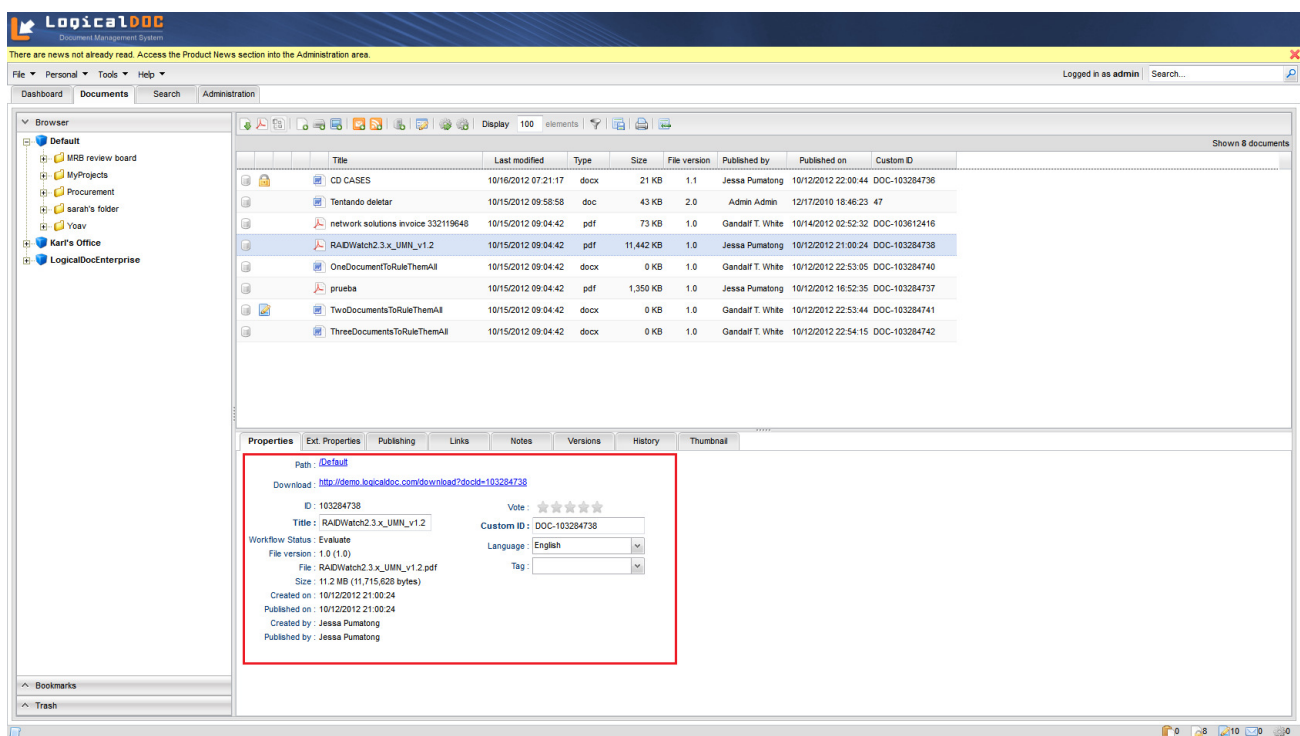 LogicalDOC
Document Management System
There are news not already read. Access the Product News section into the Administration area.
File Personal Tools Help Logged in as admin Search...
Dashboard Documents Search Administration
Browser
Default
MRB review board
MyProjects
Procurement
sarah's folder
Yoav
Karl's Office
LogicalDocEnterprise
Bookmarks
Trash
Display 100 elements
Shown 8 documents
Title Last modified Type Size File version Published by Published on Custom ID
CD CASES 10/16/2012 07:21:17 docx 21 KB 1.1 Jessa Pumatong 10/12/2012 22:00:44 DOC-103284736
Tentando deletar 10/15/2012 09:58:58 doc 43 KB 2.0 Admin Admin 12/17/2010 18:46:23 47
network solutions invoice 332119648 10/15/2012 09:04:42 pdf 73 KB 1.0 Gandalf T. White 10/14/2012 02:52:32 DOC-103612416
RAIDWatch2.3.x_UMN_v1.2 10/15/2012 09:04:42 pdf 11,442 KB 1.0 Jessa Pumatong 10/12/2012 21:00:24 DOC-103284738
OneDocumentToRuleThemAll 10/15/2012 09:04:42 docx 0 KB 1.0 Gandalf T. White 10/12/2012 22:53:05 DOC-103284740
prueba 10/15/2012 09:04:42 pdf 1,350 KB 1.0 Jessa Pumatong 10/12/2012 16:52:35 DOC-103284737
TwoDocumentsToRuleThemAll 10/15/2012 09:04:42 docx 0 KB 1.0 Gandalf T. White 10/12/2012 22:53:44 DOC-103284741
ThreeDocumentsToRuleThemAll 10/15/2012 09:04:42 docx 0 KB 1.0 Gandalf T. White 10/12/2012 22:54:15 DOC-103284742
Properties Ext. Properties Publishing Links Notes Versions History Thumbnail
Path : /Default
Download : http://demo.logicaldoc.com/download?docId=103284738
ID : 103284738 Vote :
Title : RAIDWatch2.3.x_UMN_v1.2 Custom ID : DOC-103284738
Workflow Status : Evaluate Language : English
File version : 1.0 (1.0)
File : RAIDWatch2.3.x_UMN_v1.2.pdf Tag :
Size : 11.2 MB (11,715,628 bytes)
Created on : 10/12/2012 21:00:24
Published on : 10/12/2012 21:00:24
Created by : Jessa Pumatong
Published by : Jessa Pumatong
0 8 10 0 0